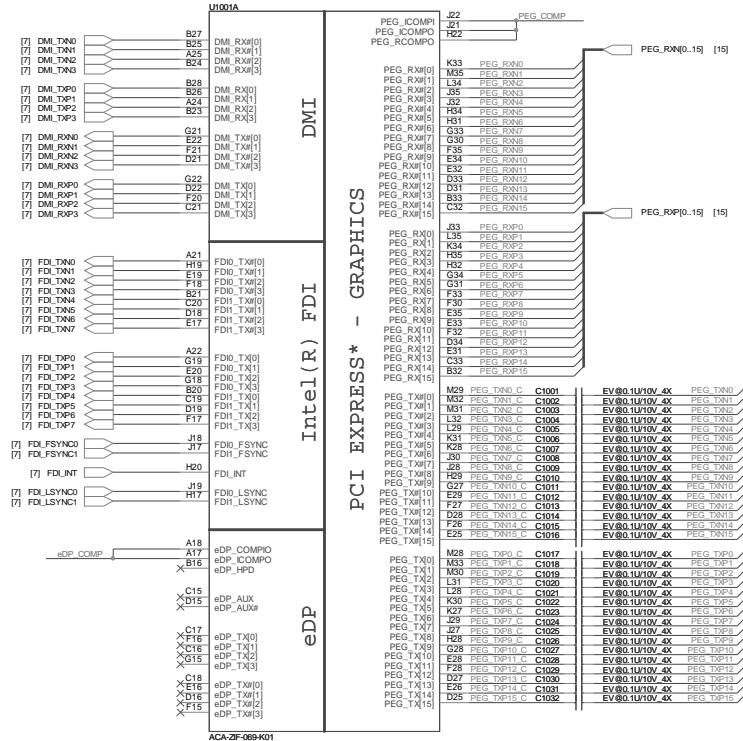 U1001A
[7] DMI_TXN0 B27 DMI_RX#[0]
[7] DMI_TXN1 B25 DMI_RX#[1]
[7] DMI_TXN2 A25 DMI_RX#[2]
[7] DMI_TXN3 B24 DMI_RX#[3]
[7] DMI_TXP0 B28 DMI_RX[0]
[7] DMI_TXP1 B26 DMI_RX[1]
[7] DMI_TXP2 A24 DMI_RX[2]
[7] DMI_TXP3 B23 DMI_RX[3]
[7] DMI_RXN0 G21 DMI_TX#[0]
[7] DMI_RXN1 E22 DMI_TX#[1]
[7] DMI_RXN2 F21 DMI_TX#[2]
[7] DMI_RXN3 D21 DMI_TX#[3]
[7] DMI_RXP0 G22 DMI_TX[0]
[7] DMI_RXP1 D22 DMI_TX[1]
[7] DMI_RXP2 F20 DMI_TX[2]
[7] DMI_RXP3 C21 DMI_TX[3]
DMI
[7] FDI_TXN0 A21 FDI0_TX#[0]
[7] FDI_TXN1 H19 FDI0_TX#[1]
[7] FDI_TXN2 E19 FDI0_TX#[2]
[7] FDI_TXN3 F18 FDI0_TX#[3]
[7] FDI_TXN4 B21 FDI1_TX#[0]
[7] FDI_TXN5 C20 FDI1_TX#[1]
[7] FDI_TXN6 D18 FDI1_TX#[2]
[7] FDI_TXN7 E17 FDI1_TX#[3]
[7] FDI_TXP0 A22 FDI0_TX[0]
[7] FDI_TXP1 G19 FDI0_TX[1]
[7] FDI_TXP2 E20 FDI0_TX[2]
[7] FDI_TXP3 G18 FDI0_TX[3]
[7] FDI_TXP4 B20 FDI1_TX[0]
[7] FDI_TXP5 C19 FDI1_TX[1]
[7] FDI_TXP6 D19 FDI1_TX[2]
[7] FDI_TXP7 F17 FDI1_TX[3]
[7] FDI_FSYNC0 J18 FDI0_FSYNC
[7] FDI_FSYNC1 J17 FDI1_FSYNC
[7] FDI_INT H20 FDI_INT
[7] FDI_LSYNC0 J19 FDI0_LSYNC
[7] FDI_LSYNC1 H17 FDI1_LSYNC
Intel(R) FDI
eDP_COMP
A18 eDP_COMPIO
A17 eDP_ICOMPO
B16 eDP_HPD
C15 eDP_AUX
D15 eDP_AUX#
C17 eDP_TX[0]
F16 eDP_TX[1]
C16 eDP_TX[2]
G15 eDP_TX[3]
C18 eDP_TX#[0]
E16 eDP_TX#[1]
D16 eDP_TX#[2]
F15 eDP_TX#[3]
eDP
PCI EXPRESS* - GRAPHICS
PEG_ICOMPI J22 PEG_COMP
PEG_ICOMPO J21
PEG_RCOMPO H22
PEG_RXN[0..15] [15]
PEG_RX#[0] K33 PEG_RXN0
PEG_RX#[1] M35 PEG_RXN1
PEG_RX#[2] L34 PEG_RXN2
PEG_RX#[3] J35 PEG_RXN3
PEG_RX#[4] J32 PEG_RXN4
PEG_RX#[5] H34 PEG_RXN5
PEG_RX#[6] H31 PEG_RXN6
PEG_RX#[7] G33 PEG_RXN7
PEG_RX#[8] G30 PEG_RXN8
PEG_RX#[9] F35 PEG_RXN9
PEG_RX#[10] E34 PEG_RXN10
PEG_RX#[11] E32 PEG_RXN11
PEG_RX#[12] D33 PEG_RXN12
PEG_RX#[13] D31 PEG_RXN13
PEG_RX#[14] B33 PEG_RXN14
PEG_RX#[15] C32 PEG_RXN15
PEG_RXP[0..15] [15]
PEG_RX[0] J33 PEG_RXP0
PEG_RX[1] L35 PEG_RXP1
PEG_RX[2] K34 PEG_RXP2
PEG_RX[3] H35 PEG_RXP3
PEG_RX[4] H32 PEG_RXP4
PEG_RX[5] G34 PEG_RXP5
PEG_RX[6] G31 PEG_RXP6
PEG_RX[7] F33 PEG_RXP7
PEG_RX[8] F30 PEG_RXP8
PEG_RX[9] E35 PEG_RXP9
PEG_RX[10] E33 PEG_RXP10
PEG_RX[11] F32 PEG_RXP11
PEG_RX[12] D34 PEG_RXP12
PEG_RX[13] E31 PEG_RXP13
PEG_RX[14] C33 PEG_RXP14
PEG_RX[15] B32 PEG_RXP15
PEG_TX#[0] M29 PEG_TXN0_C C1001 EV@0.1U/10V_4X PEG_TXN0
PEG_TX#[1] M32 PEG_TXN1_C C1002 EV@0.1U/10V_4X PEG_TXN1
PEG_TX#[2] M31 PEG_TXN2_C C1003 EV@0.1U/10V_4X PEG_TXN2
PEG_TX#[3] L32 PEG_TXN3_C C1004 EV@0.1U/10V_4X PEG_TXN3
PEG_TX#[4] L29 PEG_TXN4_C C1005 EV@0.1U/10V_4X PEG_TXN4
PEG_TX#[5] K31 PEG_TXN5_C C1006 EV@0.1U/10V_4X PEG_TXN5
PEG_TX#[6] K28 PEG_TXN6_C C1007 EV@0.1U/10V_4X PEG_TXN6
PEG_TX#[7] J30 PEG_TXN7_C C1008 EV@0.1U/10V_4X PEG_TXN7
PEG_TX#[8] J28 PEG_TXN8_C C1009 EV@0.1U/10V_4X PEG_TXN8
PEG_TX#[9] H29 PEG_TXN9_C C1010 EV@0.1U/10V_4X PEG_TXN9
PEG_TX#[10] G27 PEG_TXN10_C C1011 EV@0.1U/10V_4X PEG_TXN10
PEG_TX#[11] E29 PEG_TXN11_C C1012 EV@0.1U/10V_4X PEG_TXN11
PEG_TX#[12] F27 PEG_TXN12_C C1013 EV@0.1U/10V_4X PEG_TXN12
PEG_TX#[13] D28 PEG_TXN13_C C1014 EV@0.1U/10V_4X PEG_TXN13
PEG_TX#[14] F26 PEG_TXN14_C C1015 EV@0.1U/10V_4X PEG_TXN14
PEG_TX#[15] E25 PEG_TXN15_C C1016 EV@0.1U/10V_4X PEG_TXN15
PEG_TX[0] M28 PEG_TXP0_C C1017 EV@0.1U/10V_4X PEG_TXP0
PEG_TX[1] M33 PEG_TXP1_C C1018 EV@0.1U/10V_4X PEG_TXP1
PEG_TX[2] M30 PEG_TXP2_C C1019 EV@0.1U/10V_4X PEG_TXP2
PEG_TX[3] L31 PEG_TXP3_C C1020 EV@0.1U/10V_4X PEG_TXP3
PEG_TX[4] L28 PEG_TXP4_C C1021 EV@0.1U/10V_4X PEG_TXP4
PEG_TX[5] K30 PEG_TXP5_C C1022 EV@0.1U/10V_4X PEG_TXP5
PEG_TX[6] K27 PEG_TXP6_C C1023 EV@0.1U/10V_4X PEG_TXP6
PEG_TX[7] J29 PEG_TXP7_C C1024 EV@0.1U/10V_4X PEG_TXP7
PEG_TX[8] J27 PEG_TXP8_C C1025 EV@0.1U/10V_4X PEG_TXP8
PEG_TX[9] H28 PEG_TXP9_C C1026 EV@0.1U/10V_4X PEG_TXP9
PEG_TX[10] G28 PEG_TXP10_C C1027 EV@0.1U/10V_4X PEG_TXP10
PEG_TX[11] E28 PEG_TXP11_C C1028 EV@0.1U/10V_4X PEG_TXP11
PEG_TX[12] F28 PEG_TXP12_C C1029 EV@0.1U/10V_4X PEG_TXP12
PEG_TX[13] D27 PEG_TXP13_C C1030 EV@0.1U/10V_4X PEG_TXP13
PEG_TX[14] E26 PEG_TXP14_C C1031 EV@0.1U/10V_4X PEG_TXP14
PEG_TX[15] D25 PEG_TXP15_C C1032 EV@0.1U/10V_4X PEG_TXP15
ACA-ZIF-069-K01